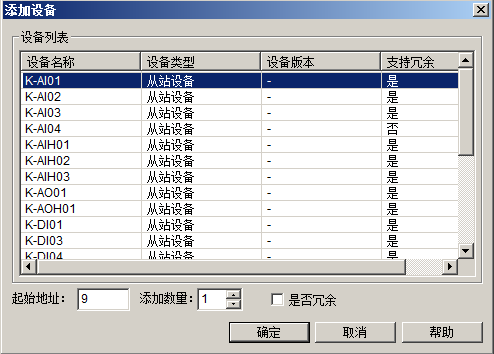 添加设备
设备列表
设备名称 设备类型 设备版本 支持冗余
K-AI01 从站设备 - 是
K-AI02 从站设备 - 是
K-AI03 从站设备 - 是
K-AI04 从站设备 - 否
K-AIH01 从站设备 - 是
K-AIH02 从站设备 - 是
K-AIH03 从站设备 - 是
K-AO01 从站设备 - 是
K-AOH01 从站设备 - 是
K-DI01 从站设备 - 是
K-DI03 从站设备 - 是
K-DI04 从站设备 - 是
起始地址: 9 添加数量: 1 是否冗余
确定 取消 帮助